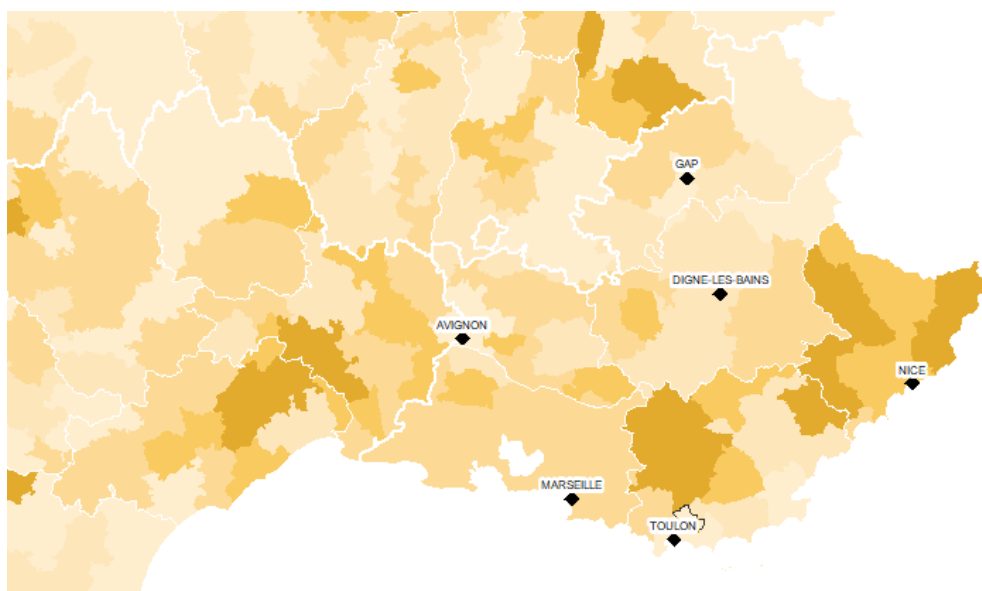 GAP
DIGNE-LES-BAINS
AVIGNON
NICE
MARSEILLE
TOULON